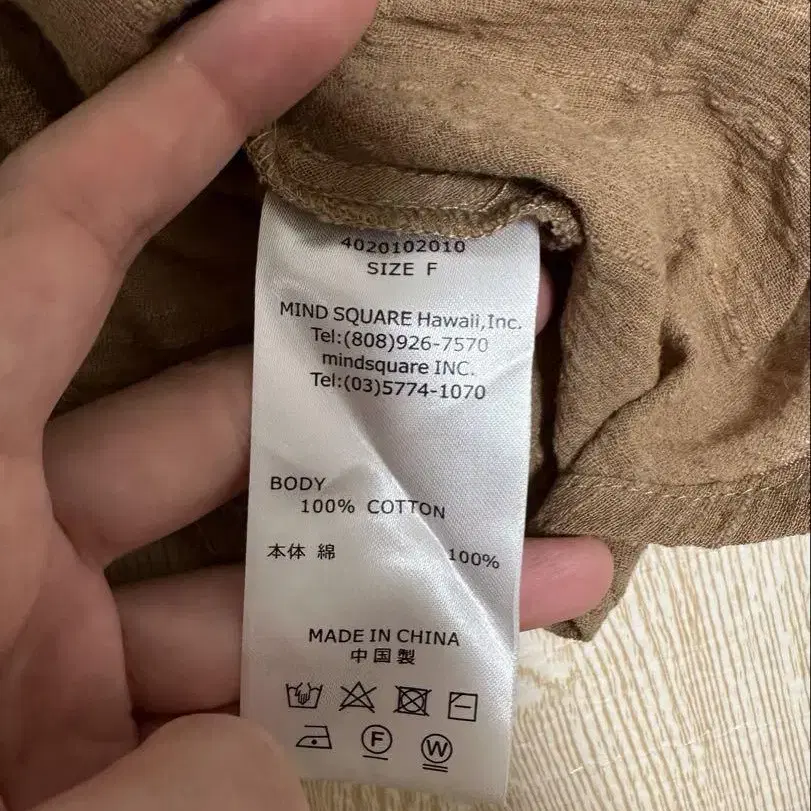 4020102010
SIZE F
MIND SQUARE Hawaii,Inc.
Tel:(808)926-7570
mindsquare INC.
Tel:(03)5774-1070
BODY
100% COTTON
本体 綿 100%
MADE IN CHINA
中国製
F W